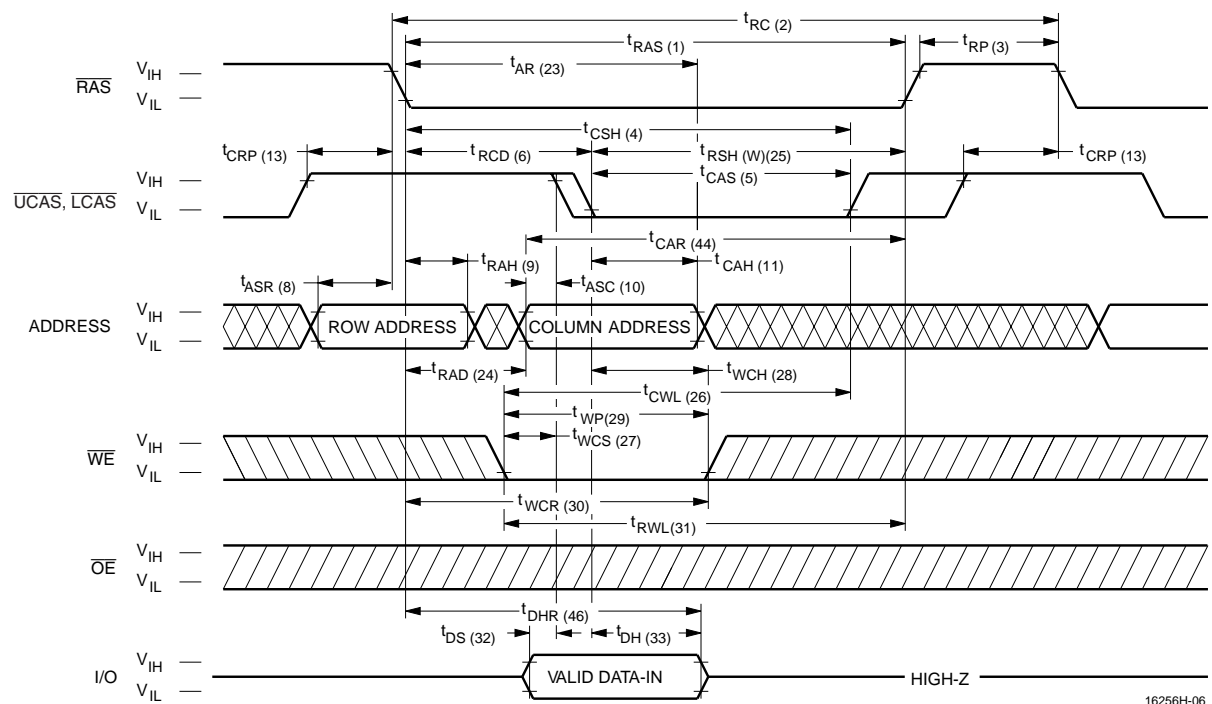 tRC (2)
tRAS (1)
tRP (3)
tAR (23)
RAS
VIH
VIL
tCSH (4)
tCRP (13)
tRCD (6)
tRSH (W)(25)
tCRP (13)
tCAS (5)
UCAS, LCAS
VIH
VIL
tCAR (44)
tRAH (9)
tCAH (11)
tASR (8)
tASC (10)
ADDRESS
VIH
VIL
ROW ADDRESS
COLUMN ADDRESS
tRAD (24)
tWCH (28)
tCWL (26)
tWP(29)
tWCS (27)
WE
VIH
VIL
tWCR (30)
tRWL(31)
OE
VIH
VIL
tDHR (46)
tDS (32)
tDH (33)
I/O
VIH
VIL
VALID DATA-IN
HIGH-Z
16256H-06